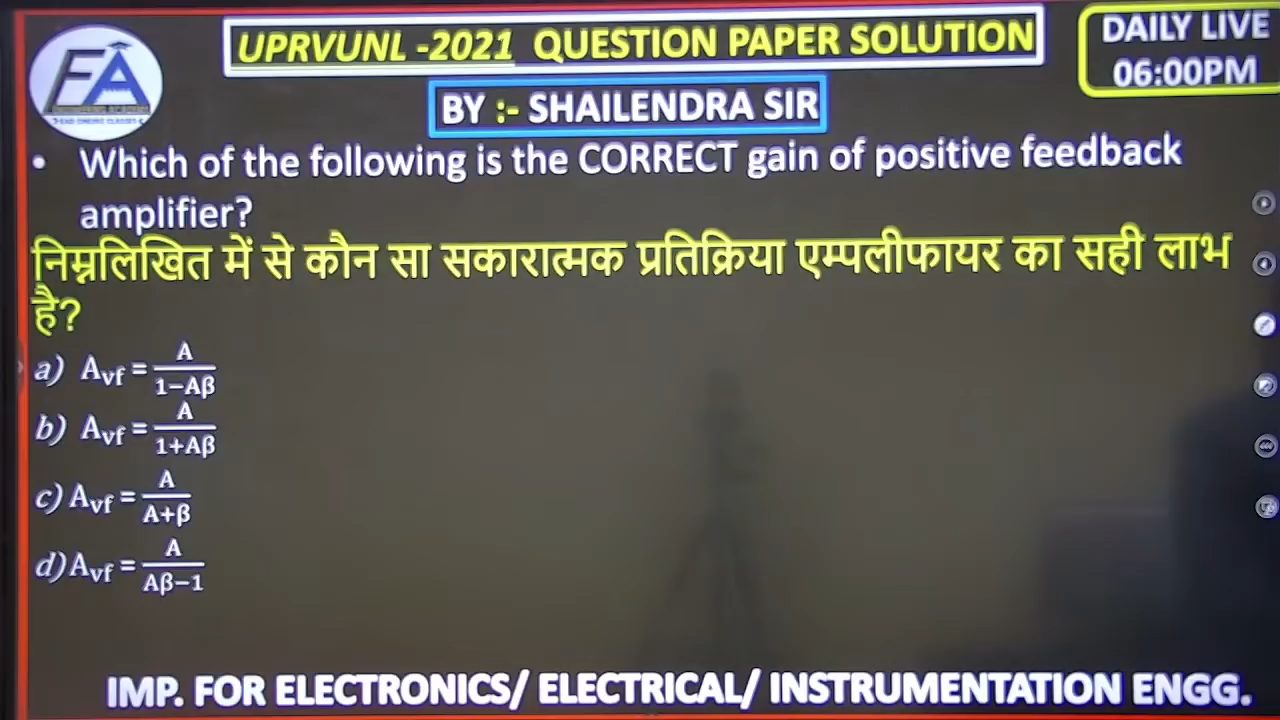 UPRVUNL -2021 QUESTION PAPER SOLUTION
DAILY LIVE
06:00PM
EA
BY :- SHAILENDRA SIR
• Which of the following is the CORRECT gain of positive feedback
amplifier?
निम्नलिखित में से कौन सा सकारात्मक प्रतिक्रिया एम्पलीफायर का सही लाभ
है?
a) Avf = A/1−Aβ
b) Avf = A/1+Aβ
c) Avf = A/A+β
d) Avf = A/Aβ−1
IMP. FOR ELECTRONICS/ ELECTRICAL/ INSTRUMENTATION ENGG.